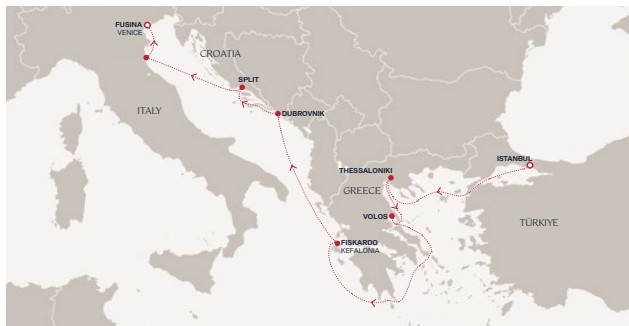 FUSINA
VENICE
CROATIA
SPLIT
ITALY
DUBROVNIK
ISTANBUL
THESSALONIKI
GREECE
VOLOS
TÜRKIYE
FISKARDO
KEFALONIA